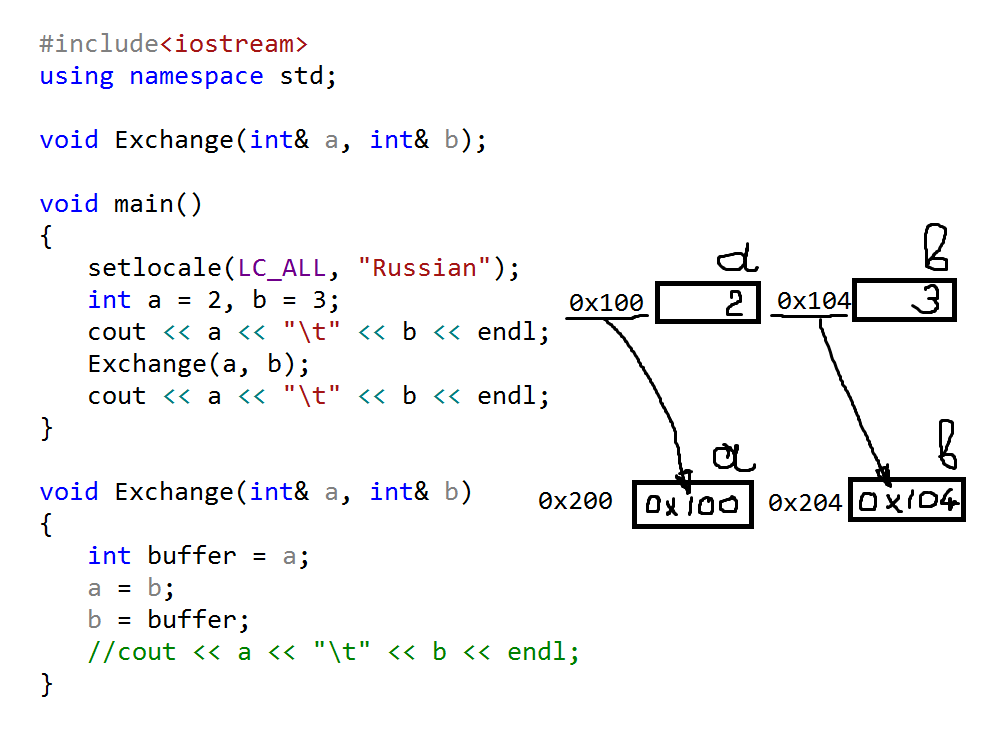 #include<iostream>
using namespace std;
void Exchange(int& a, int& b);
void main()
{
setlocale(LC_ALL, "Russian");
int a = 2, b = 3;
cout << a << "\t" << b << endl;
Exchange(a, b);
cout << a << "\t" << b << endl;
}
void Exchange(int& a, int& b)
{
int buffer = a;
a = b;
b = buffer;
//cout << a << "\t" << b << endl;
}
a
b
0x100
2
0x104
3
a
b
0x200
0x100
0x204
0x104